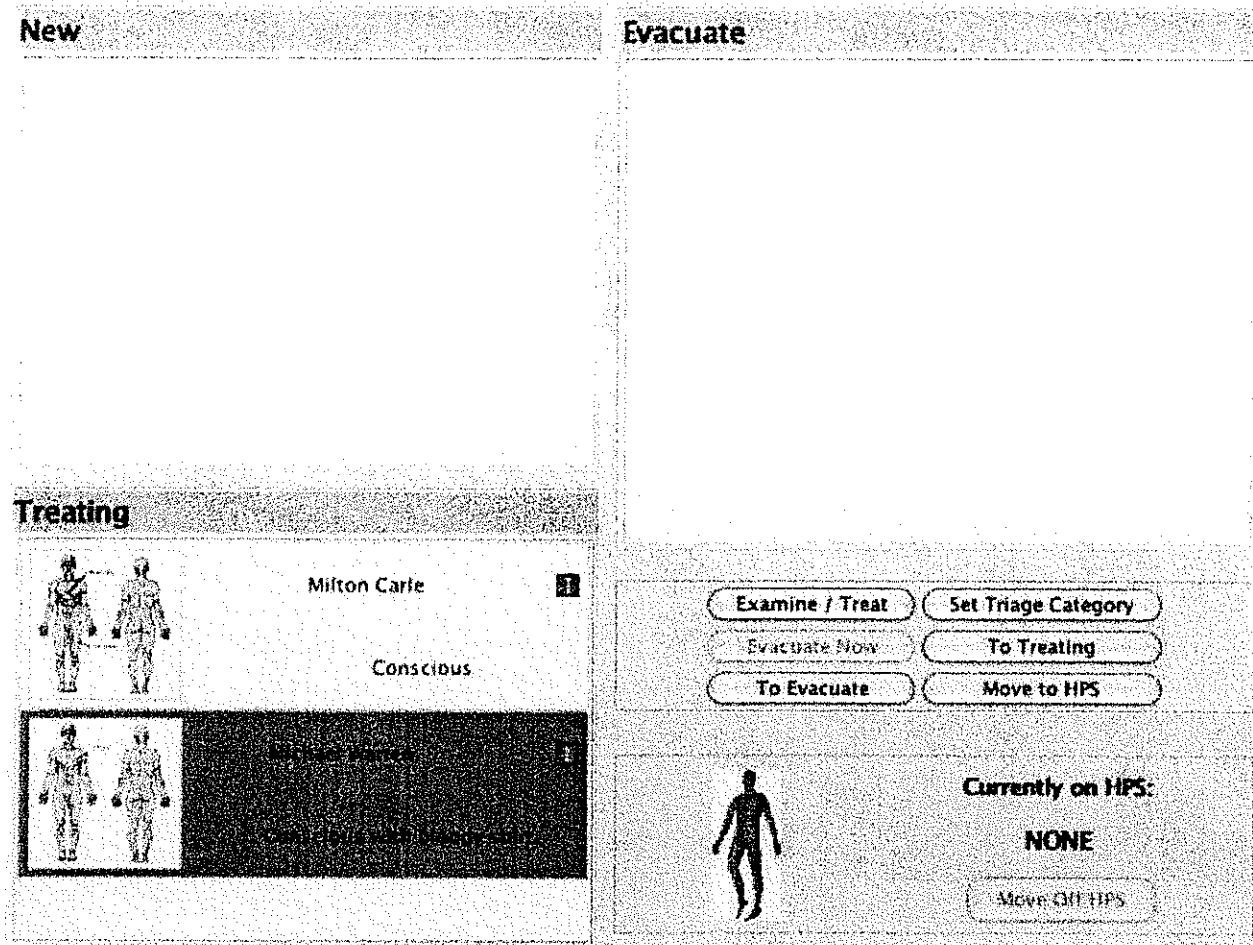 New
Evacuate
Treating
Milton Carle
Conscious
Examine / Treat
Set Triage Category
Evacuate Now
To Treating
To Evacuate
Move to HPS
Currently on HPS:
NONE
Move Off HPS